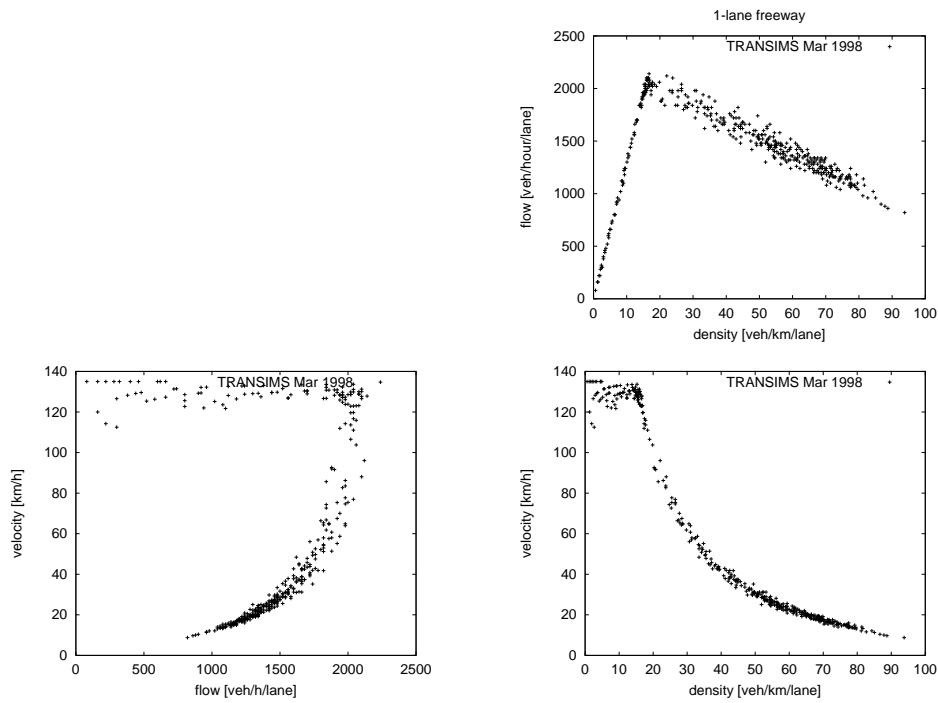 1-lane freeway
2500
2000
1500
1000
500
0
flow [veh/hour/lane]
TRANSIMS Mar 1998
0 10 20 30 40 50 60 70 80 90 100
density [veh/km/lane]
140
120
100
80
60
40
20
0
velocity [km/h]
TRANSIMS Mar 1998
0 500 1000 1500 2000 2500
flow [veh/h/lane]
140
120
100
80
60
40
20
0
velocity [km/h]
TRANSIMS Mar 1998
0 10 20 30 40 50 60 70 80 90 100
density [veh/km/lane]